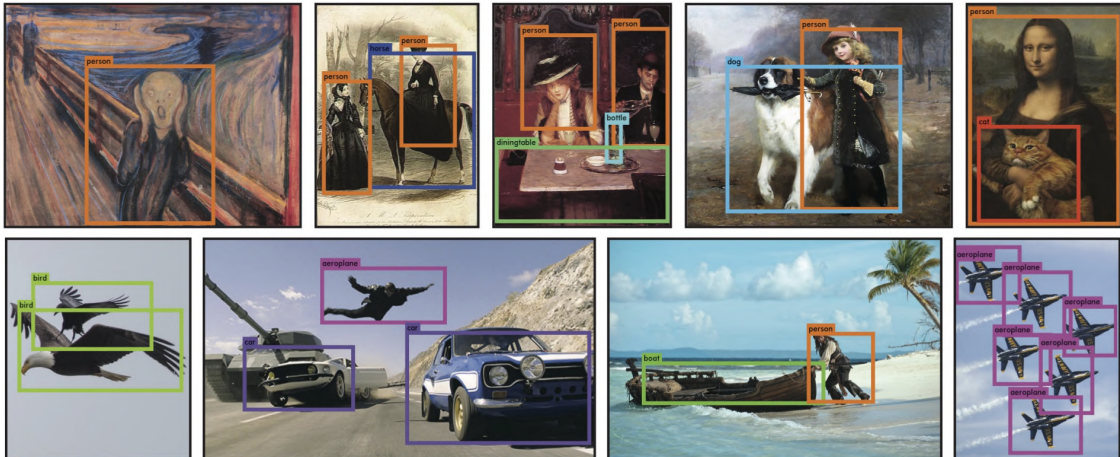 person
horse
person
person
person
person
bottle
diningtable
dog
person
person
cat
bird
bird
aeroplane
car
car
boat
person
aeroplane
aeroplane
aeroplane
aeroplane
aeroplane
aeroplane